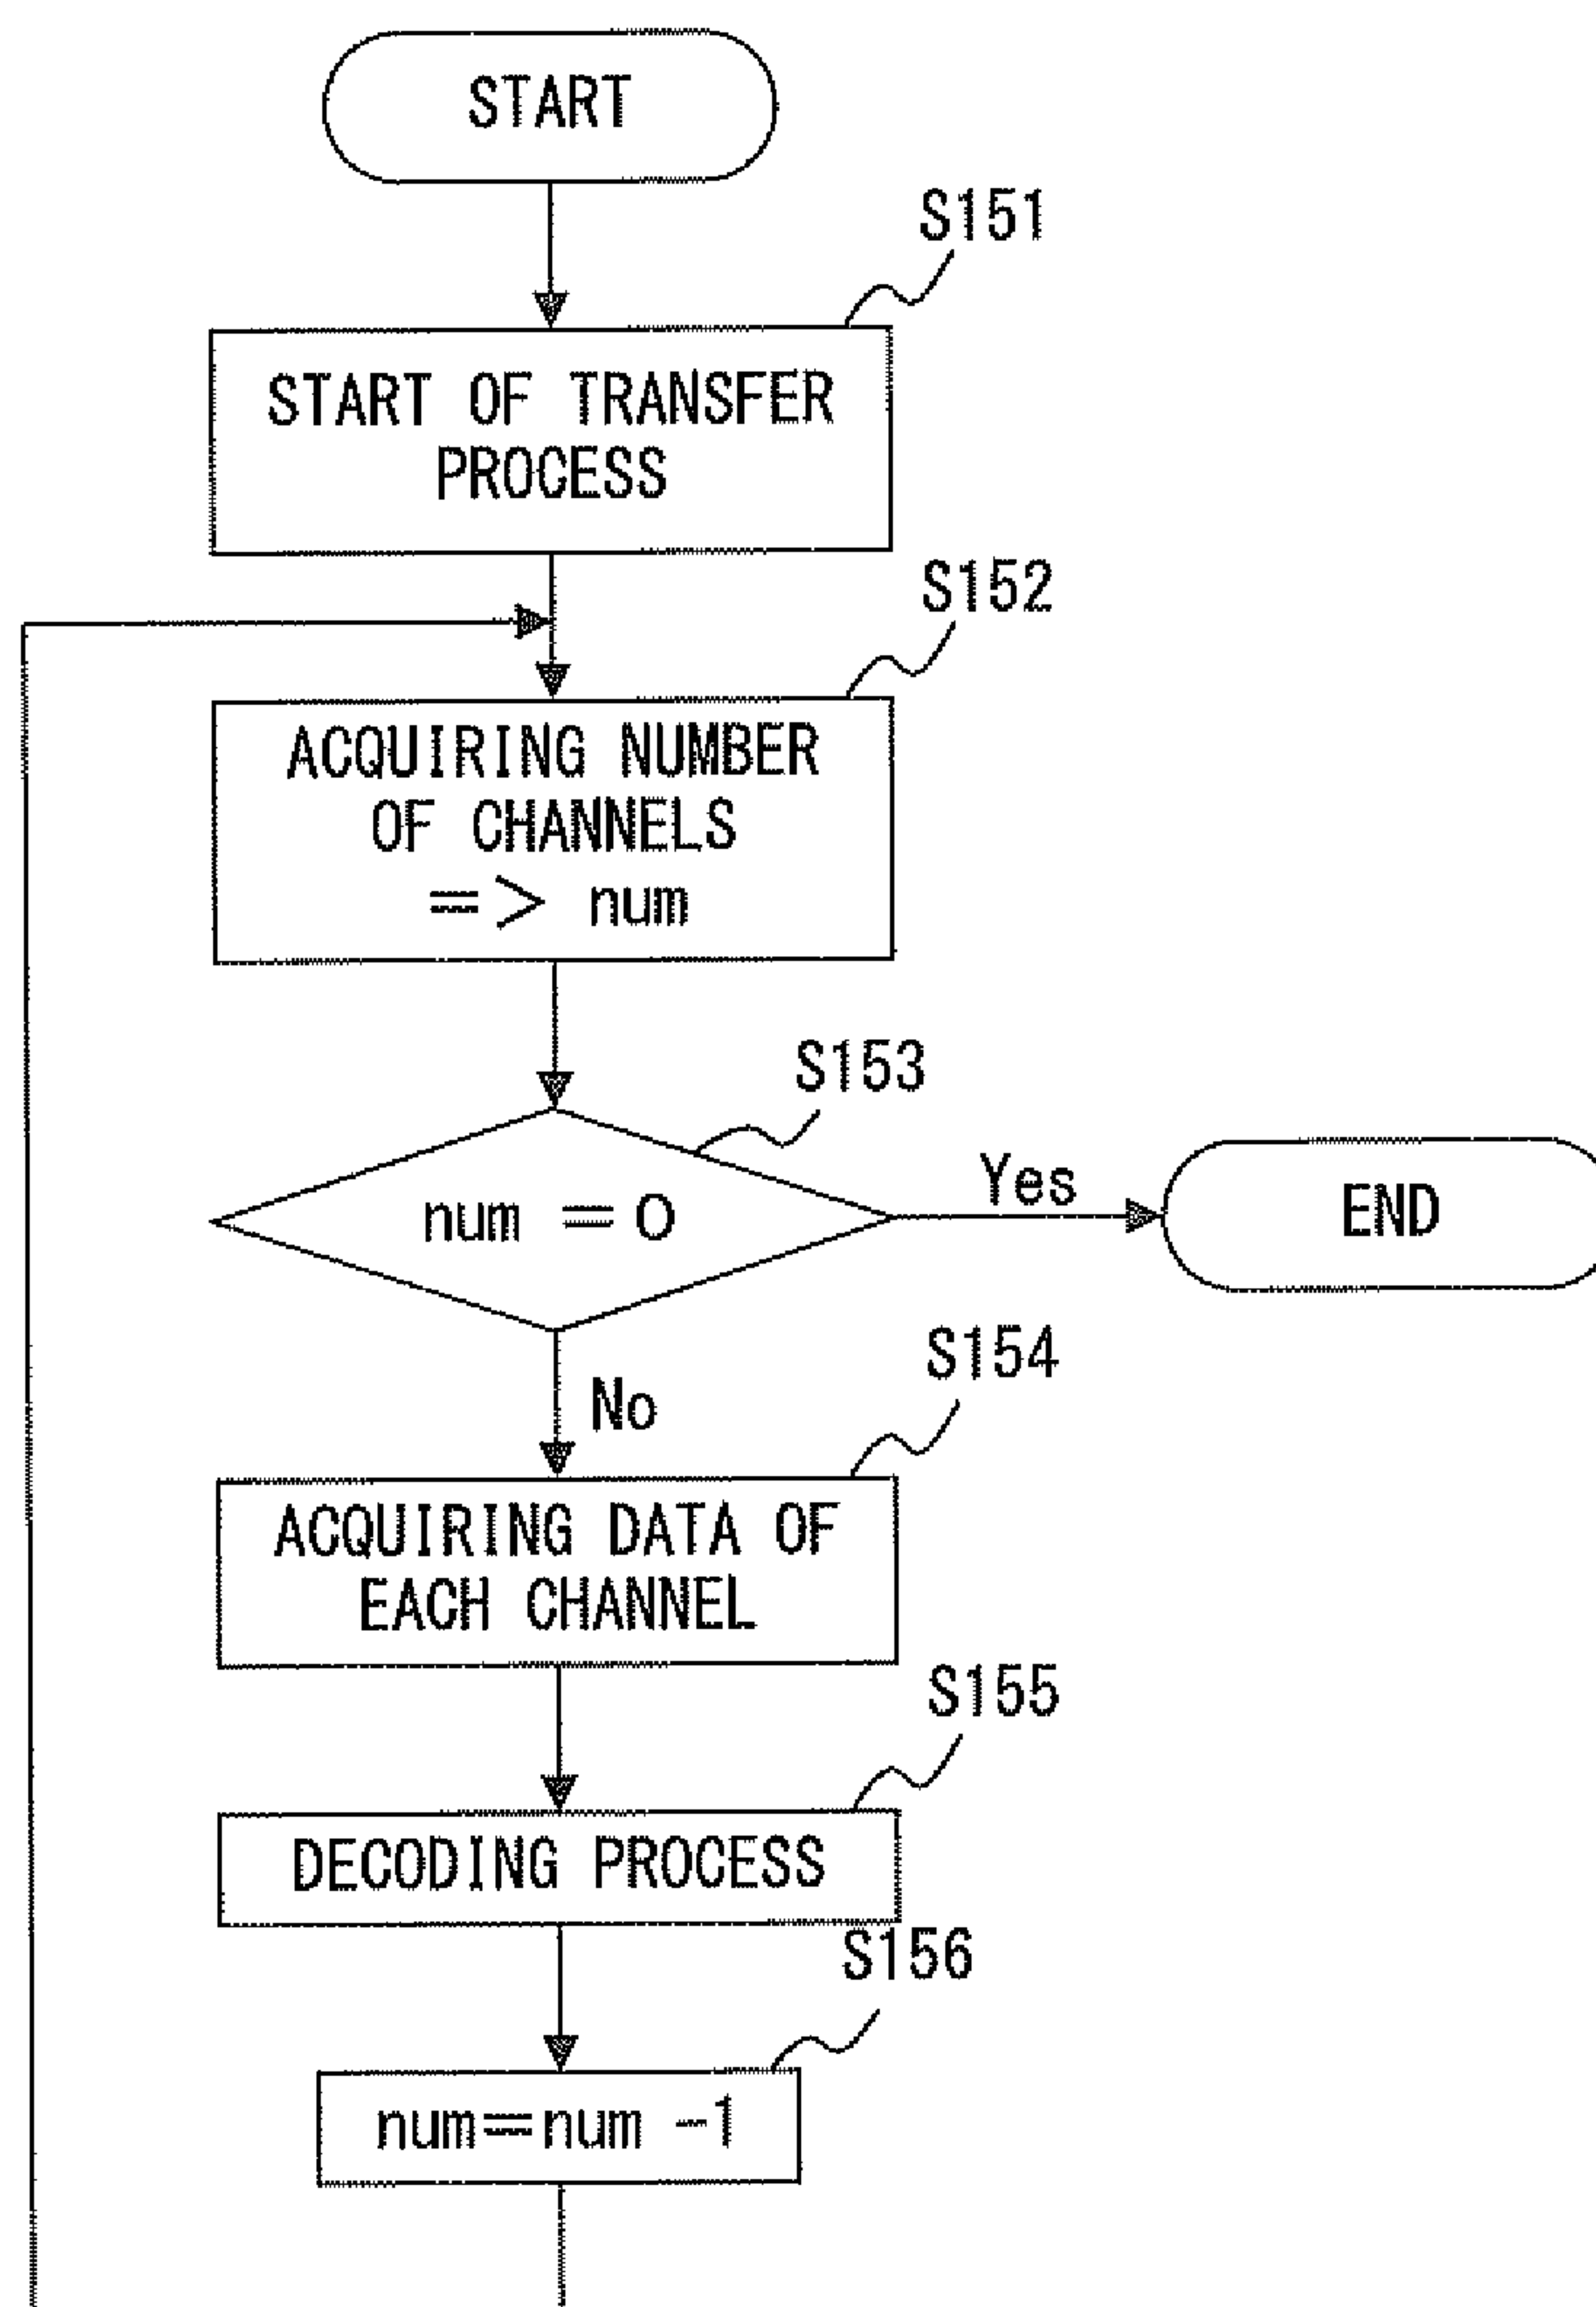 START
S151
START OF TRANSFER
PROCESS
S152
ACQUIRING NUMBER
OF CHANNELS
=> num
S153
num = 0
Yes
END
No
S154
ACQUIRING DATA OF
EACH CHANNEL
S155
DECODING PROCESS
S156
num=num -1